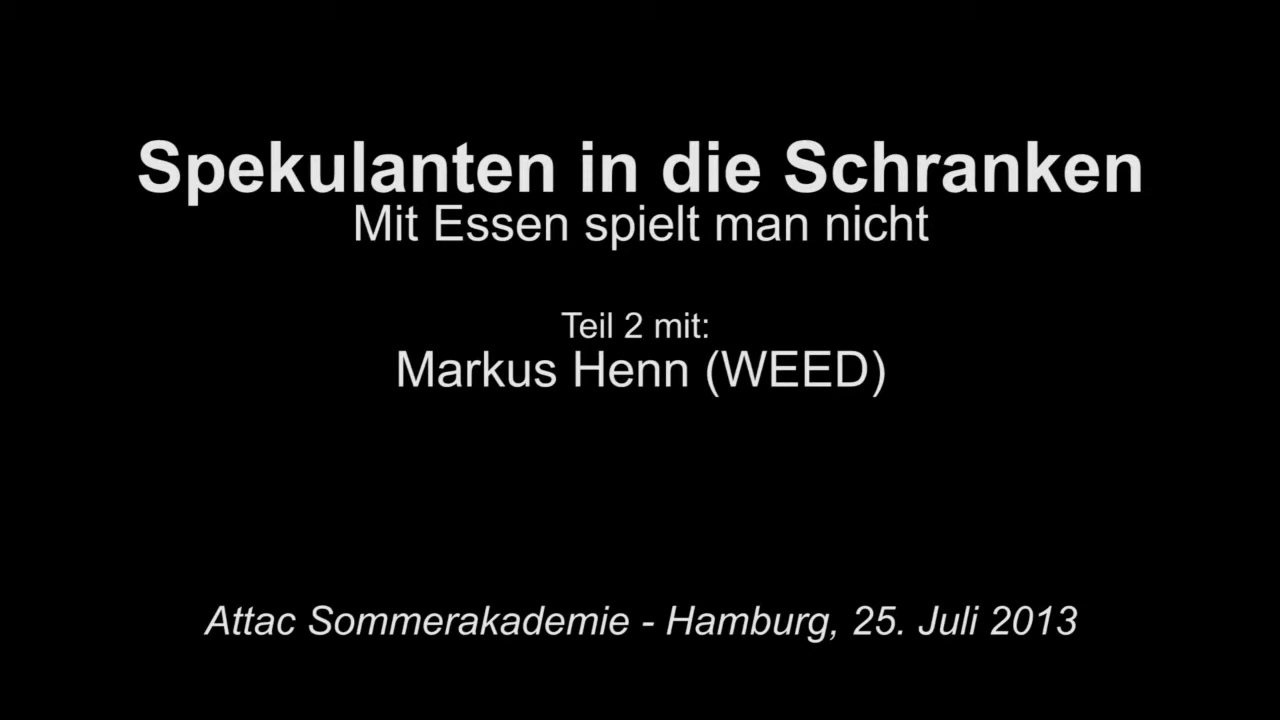 Spekulanten in die Schranken
Mit Essen spielt man nicht
Teil 2 mit:
Markus Henn (WEED)
Attac Sommerakademie - Hamburg, 25. Juli 2013